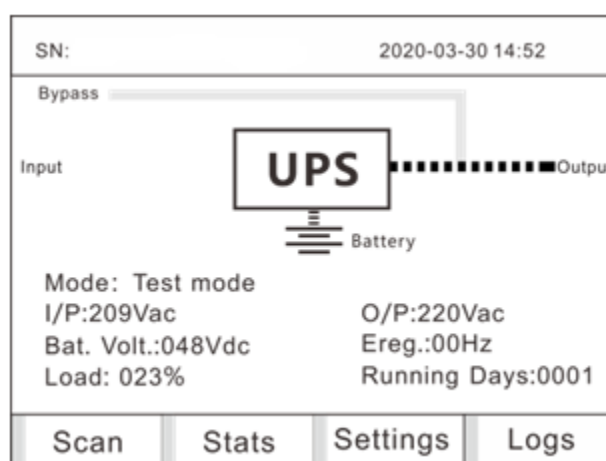 SN: 2020-03-30 14:52
Bypass
Input UPS Outpu
Battery
Mode: Test mode
I/P:209Vac O/P:220Vac
Bat. Volt.:048Vdc Ereg.:00Hz
Load: 023% Running Days:0001
Scan Stats Settings Logs